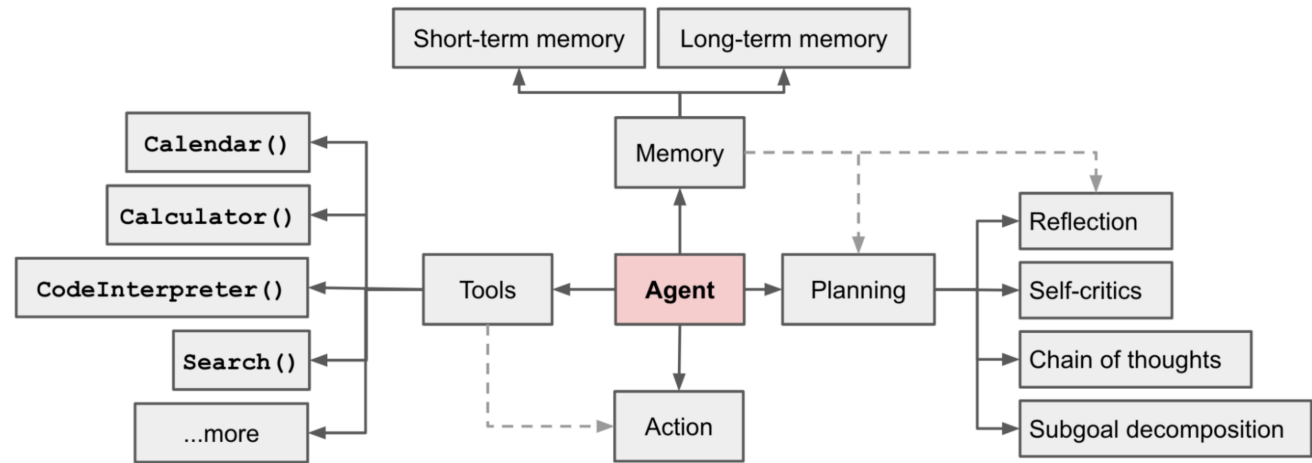 Short-term memory
Long-term memory
Calendar()
Memory
Calculator()
Reflection
CodeInterpreter()
Tools
Agent
Planning
Self-critics
Search()
Chain of thoughts
...more
Action
Subgoal decomposition